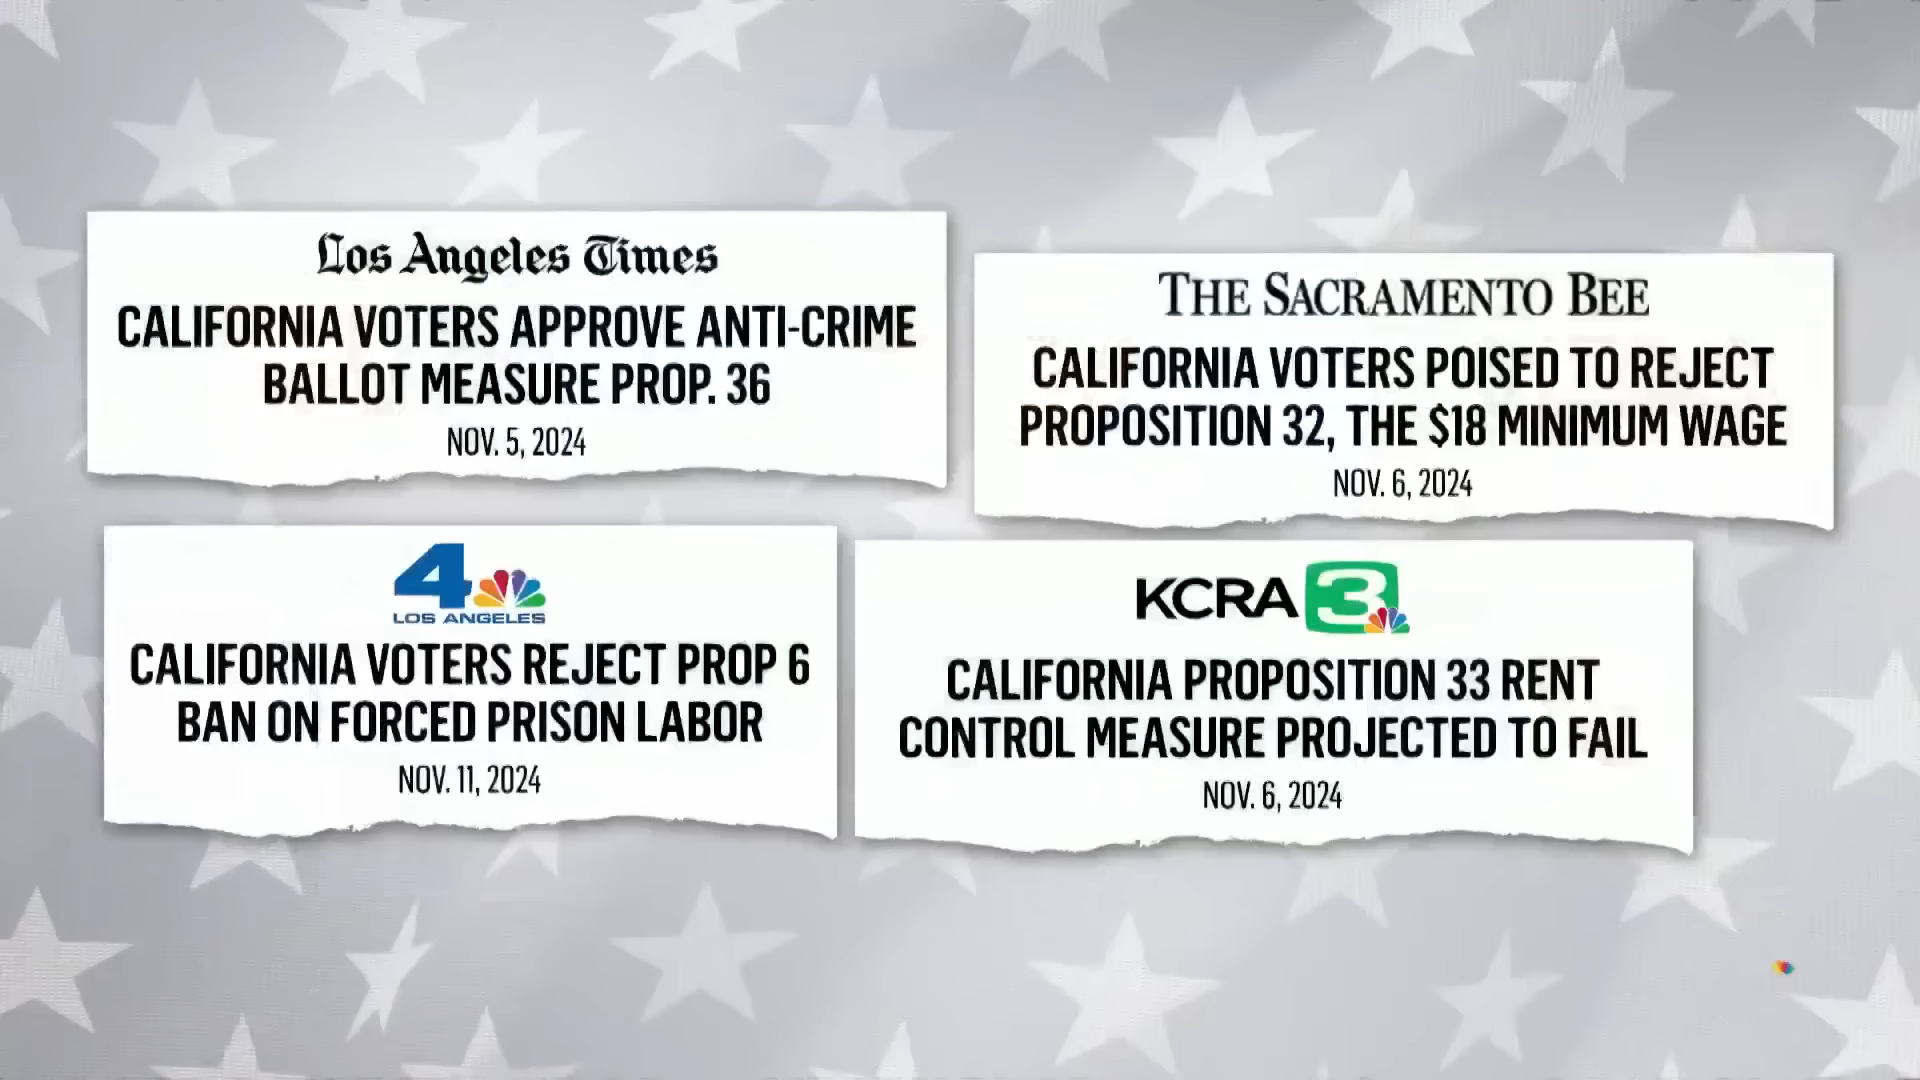 Los Angeles Times
CALIFORNIA VOTERS APPROVE ANTI-CRIME
BALLOT MEASURE PROP. 36
NOV. 5, 2024
THE SACRAMENTO BEE
CALIFORNIA VOTERS POISED TO REJECT
PROPOSITION 32, THE $18 MINIMUM WAGE
NOV. 6, 2024
4
LOS ANGELES
CALIFORNIA VOTERS REJECT PROP 6
BAN ON FORCED PRISON LABOR
NOV. 11, 2024
KCRA 3
CALIFORNIA PROPOSITION 33 RENT
CONTROL MEASURE PROJECTED TO FAIL
NOV. 6, 2024